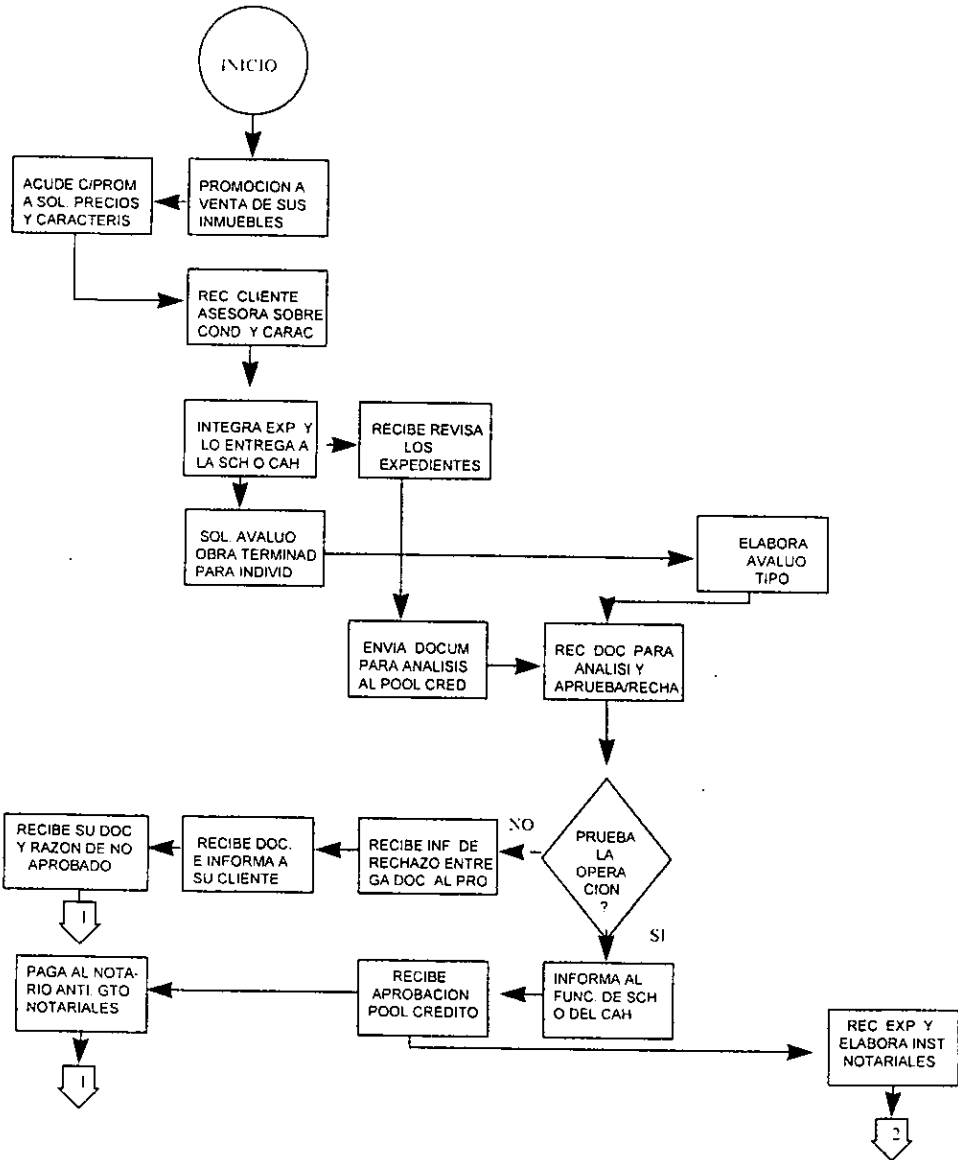 INICIO
ACUDE C/PROM
A SOL. PRECIOS
Y CARACTERIS
PROMOCION A
VENTA DE SUS
INMUEBLES
REC CLIENTE
ASESORA SOBRE
COND Y CARAC
INTEGRA EXP Y
LO ENTREGA A
LA SCH O CAH
RECIBE REVISA
LOS
EXPEDIENTES
SOL. AVALUO
OBRA TERMINAD
PARA INDIVID
ELABORA
AVALUO
TIPO
ENVIA DOCUM
PARA ANALISIS
AL POOL CRED
REC DOC PARA
ANALISI Y
APRUEBA/RECHA
PRUEBA
LA
OPERA
CION
?
NO
RECIBE INF DE
RECHAZO ENTRE
GA DOC AL PRO
RECIBE DOC.
E INFORMA A
SU CLIENTE
RECIBE SU DOC
Y RAZON DE NO
APROBADO
1
SI
INFORMA AL
FUNC. DE SCH
O DEL CAH
RECIBE
APROBACION
POOL CREDITO
PAGA AL NOTA-
RIO ANTI. GTO
NOTARIALES
1
REC EXP Y
ELABORA INST
NOTARIALES
2